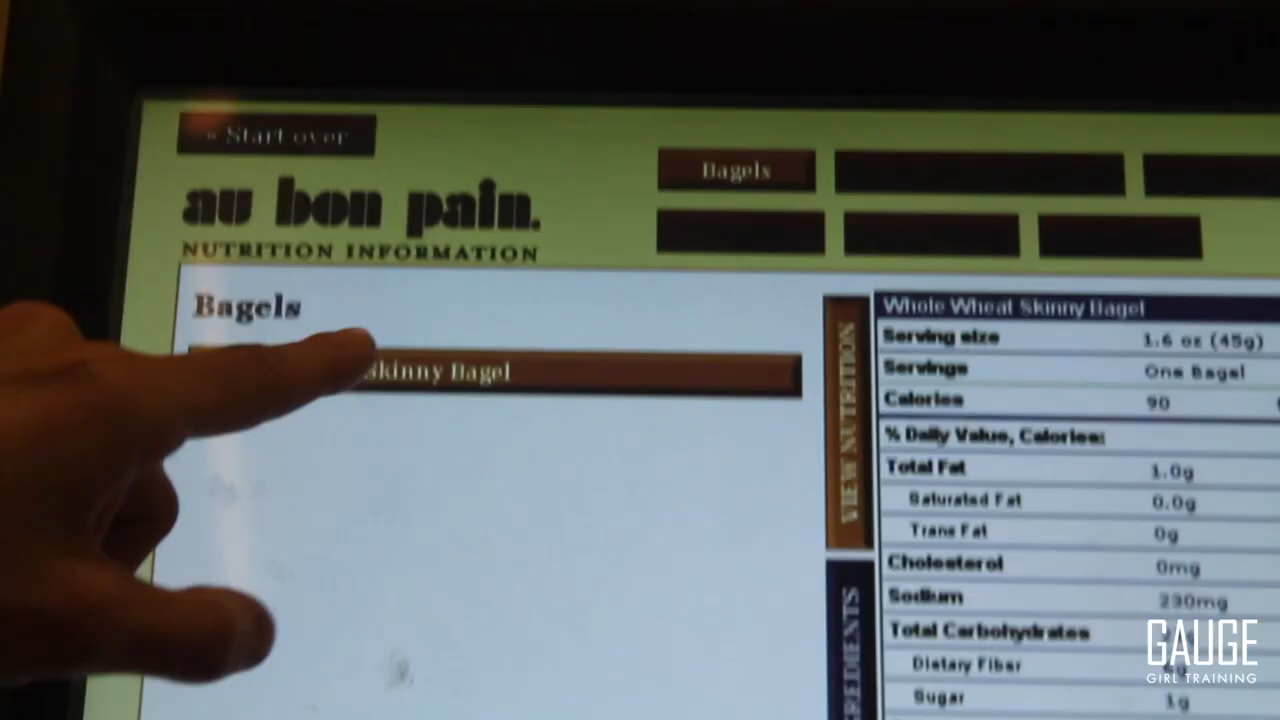 « Start over
au bon pain.
NUTRITION INFORMATION
Bagels
Bagels
Skinny Bagel
VIEW NUTRITION
Whole Wheat Skinny Bagel
Serving size 1.6 oz (45g)
Servings One Bagel
Calories 90
% Daily Value, Calories:
Total Fat 1.0g
Saturated Fat 0.0g
Trans Fat 0g
Cholesterol 0mg
Sodium 230mg
Total Carbohydrates
Dietary Fiber
Sugar 1g
GAUGE
GIRL TRAINING